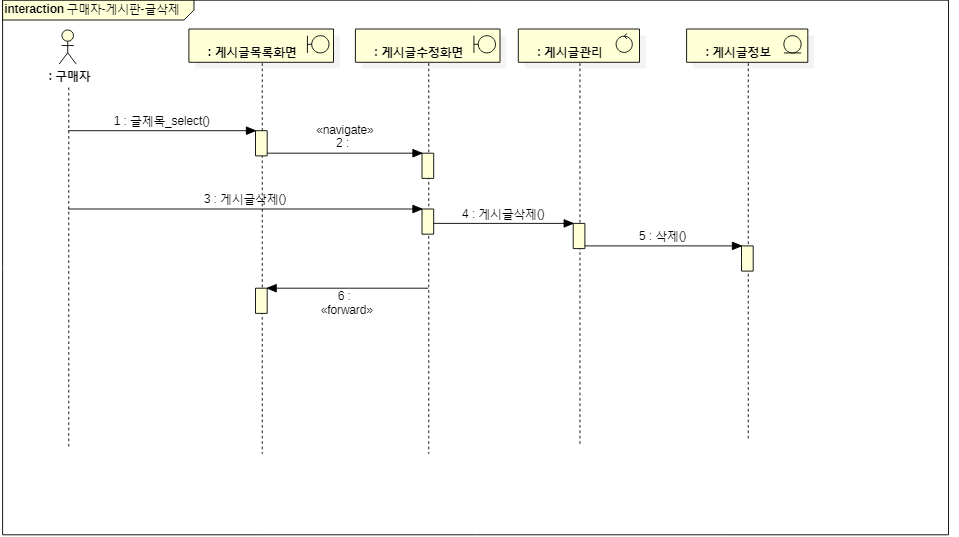 interaction 구매자-게시판-글삭제
: 구매자
: 게시글목록화면
: 게시글수정화면
: 게시글관리
: 게시글정보
1 : 글제목_select()
«navigate»
2 :
3 : 게시글삭제()
4 : 게시글삭제()
5 : 삭제()
6 :
«forward»